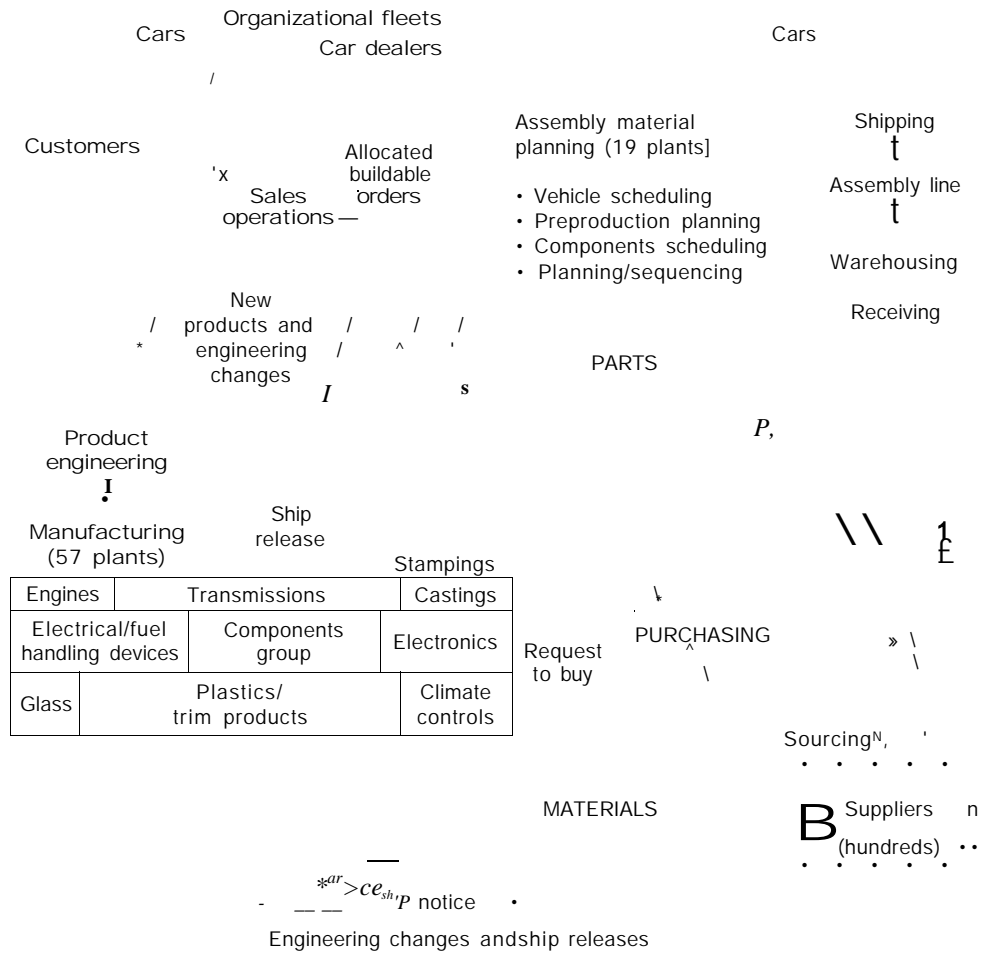 Organizational fleets
Cars
Car dealers
Cars
Customers
Allocated
buildable
orders
Sales
operations —
Assembly material
planning (19 plants]
• Vehicle scheduling
• Preproduction planning
• Components scheduling
• Planning/sequencing
Shipping
t
Assembly line
t
Warehousing
Receiving
New
products and
engineering
changes
PARTS
P,
Product
engineering
I
Manufacturing
(57 plants)
Ship
release
Stampings
Engines
Transmissions
Castings
Electrical/fuel
handling devices
Components
group
Electronics
Glass
Plastics/
trim products
Climate
controls
Request
to buy
PURCHASING
Sourcing
MATERIALS
B Suppliers n
(hundreds)
notice
Engineering changes andship releases